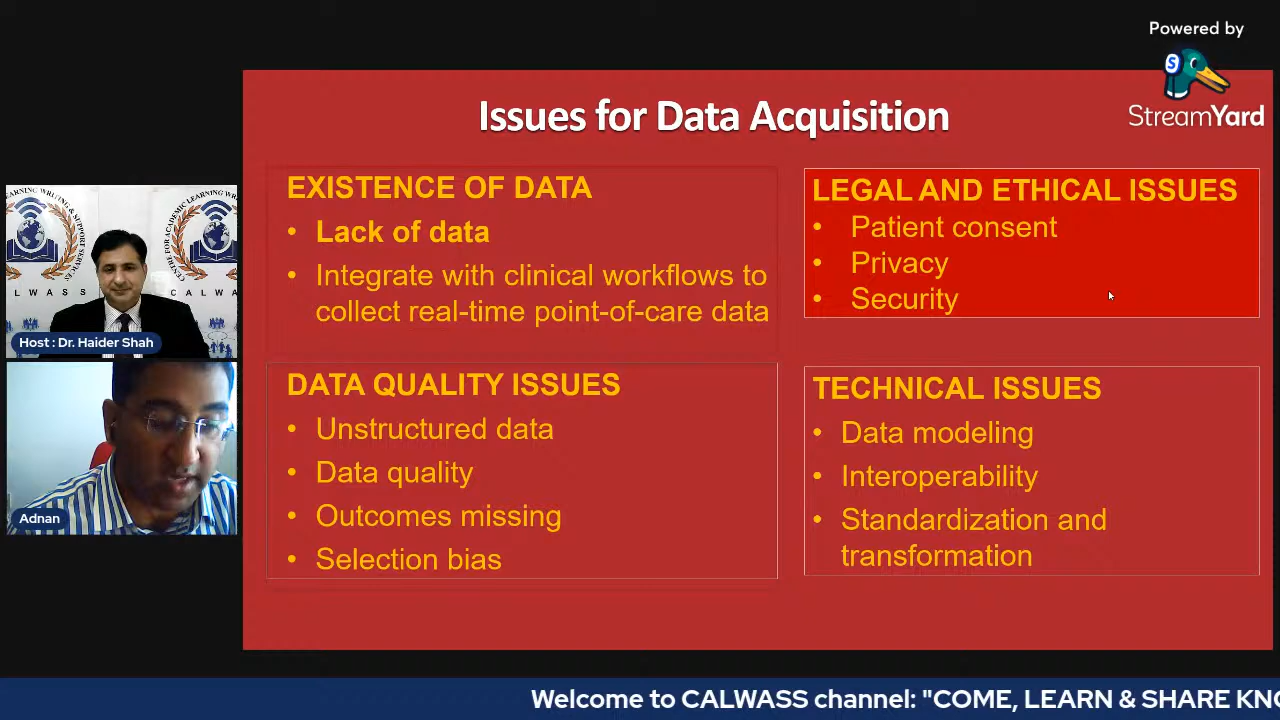 Powered by
StreamYard
Issues for Data Acquisition
EXISTENCE OF DATA
• Lack of data
• Integrate with clinical workflows to
collect real-time point-of-care data
LEGAL AND ETHICAL ISSUES
• Patient consent
• Privacy
• Security
DATA QUALITY ISSUES
• Unstructured data
• Data quality
• Outcomes missing
• Selection bias
TECHNICAL ISSUES
• Data modeling
• Interoperability
• Standardization and
transformation
CALWASS
Host : Dr. Haider Shah
Adnan
Welcome to CALWASS channel: "COME, LEARN & SHARE KNO